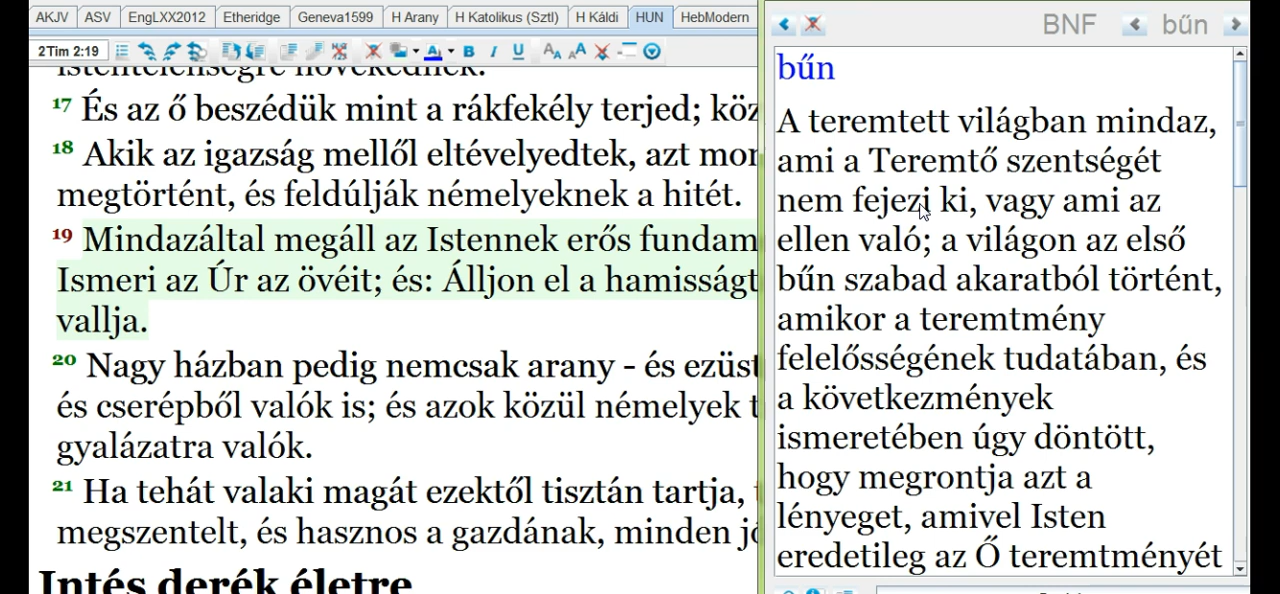 AKJV ASV EngLXX2012 Etheridge Geneva1599 H Arany H Katolikus (Sztl) H Káldi HUN HebModern
2Tim 2:19
istentelenségre növekednek.
17 És az ő beszédük mint a rákfekély terjed; köz
18 Akik az igazság mellől eltévelyedtek, azt mon
megtörtént, és feldúlják némelyeknek a hitét.
19 Mindazáltal megáll az Istennek erős fundam
Ismeri az Úr az övéit; és: Álljon el a hamisságt
vallja.
20 Nagy házban pedig nemcsak arany - és ezüst
és cserépből valók is; és azok közül némelyek t
gyalázatra valók.
21 Ha tehát valaki magát ezektől tisztán tartja,
megszentelt, és hasznos a gazdának, minden jó
Intés derék életre
BNF bűn
bűn
A teremtett világban mindaz,
ami a Teremtő szentségét
nem fejezi ki, vagy ami az
ellen való; a világon az első
bűn szabad akaratból történt,
amikor a teremtmény
felelősségének tudatában, és
a következmények
ismeretében úgy döntött,
hogy megrontja azt a
lényeget, amivel Isten
eredetileg az Ő teremtményét